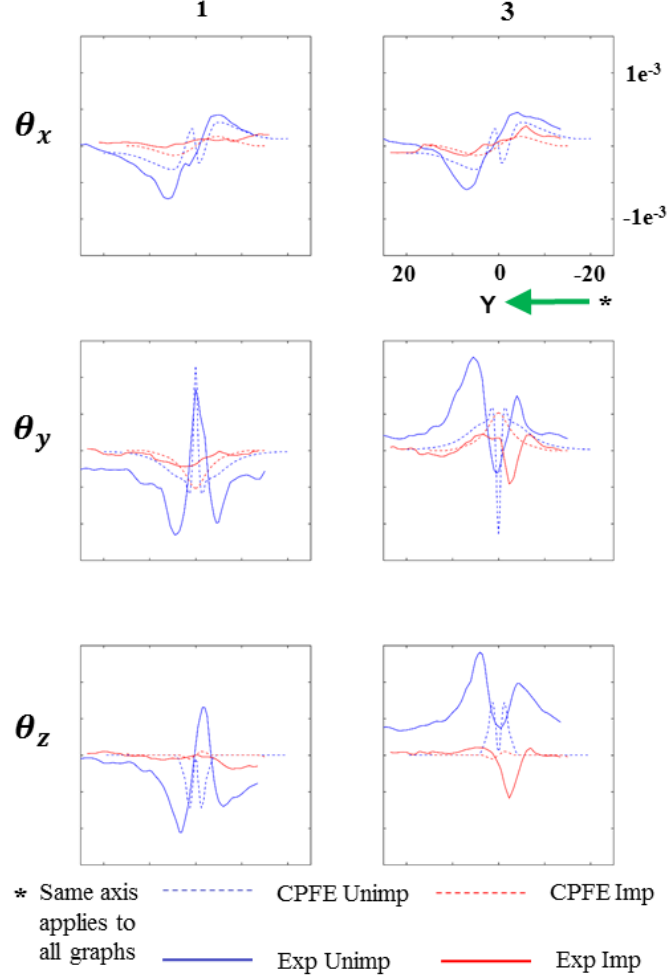 1 3
θx
1e-3
-1e-3
20 0 -20
Y *
θy
θz
* Same axis applies to all graphs
CPFE Unimp
CPFE Imp
Exp Unimp
Exp Imp